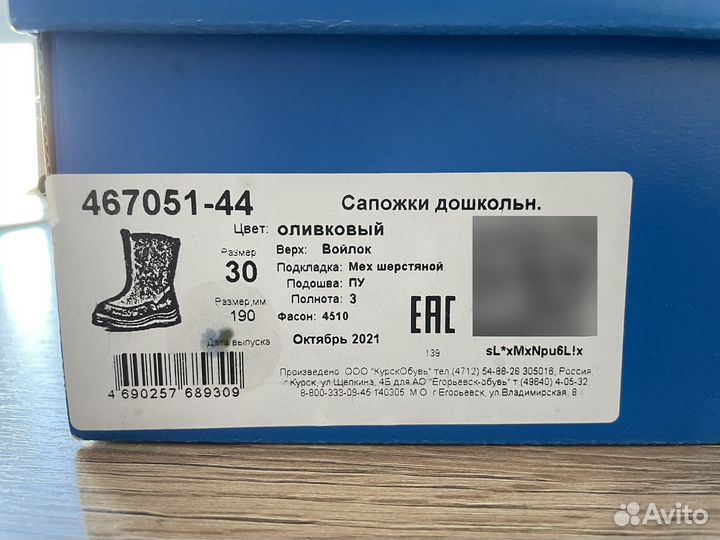 467051-44 Сапожки дошкольн.
Цвет: оливковый
Размер 30
Верх: Войлок
Подкладка: Мех шерстяной
Подошва: ПУ
Размер,мм 190
Полнота: 3
Фасон: 4510
Дата выпуска Октябрь 2021
EAC
139
sL*xMxNpu6L!x
4 690257 689309
Произведено ООО "КурскОбувь" тел.(4712) 54-88-26 305018, Россия,
г.Курск, ул.Щепкина, 4Б для АО "Егорьевск-обувь" т.(49640) 4-05-32,
8-800-333-09-45 140305 М.О. г.Егорьевск, ул.Владимирская, 8
Avito